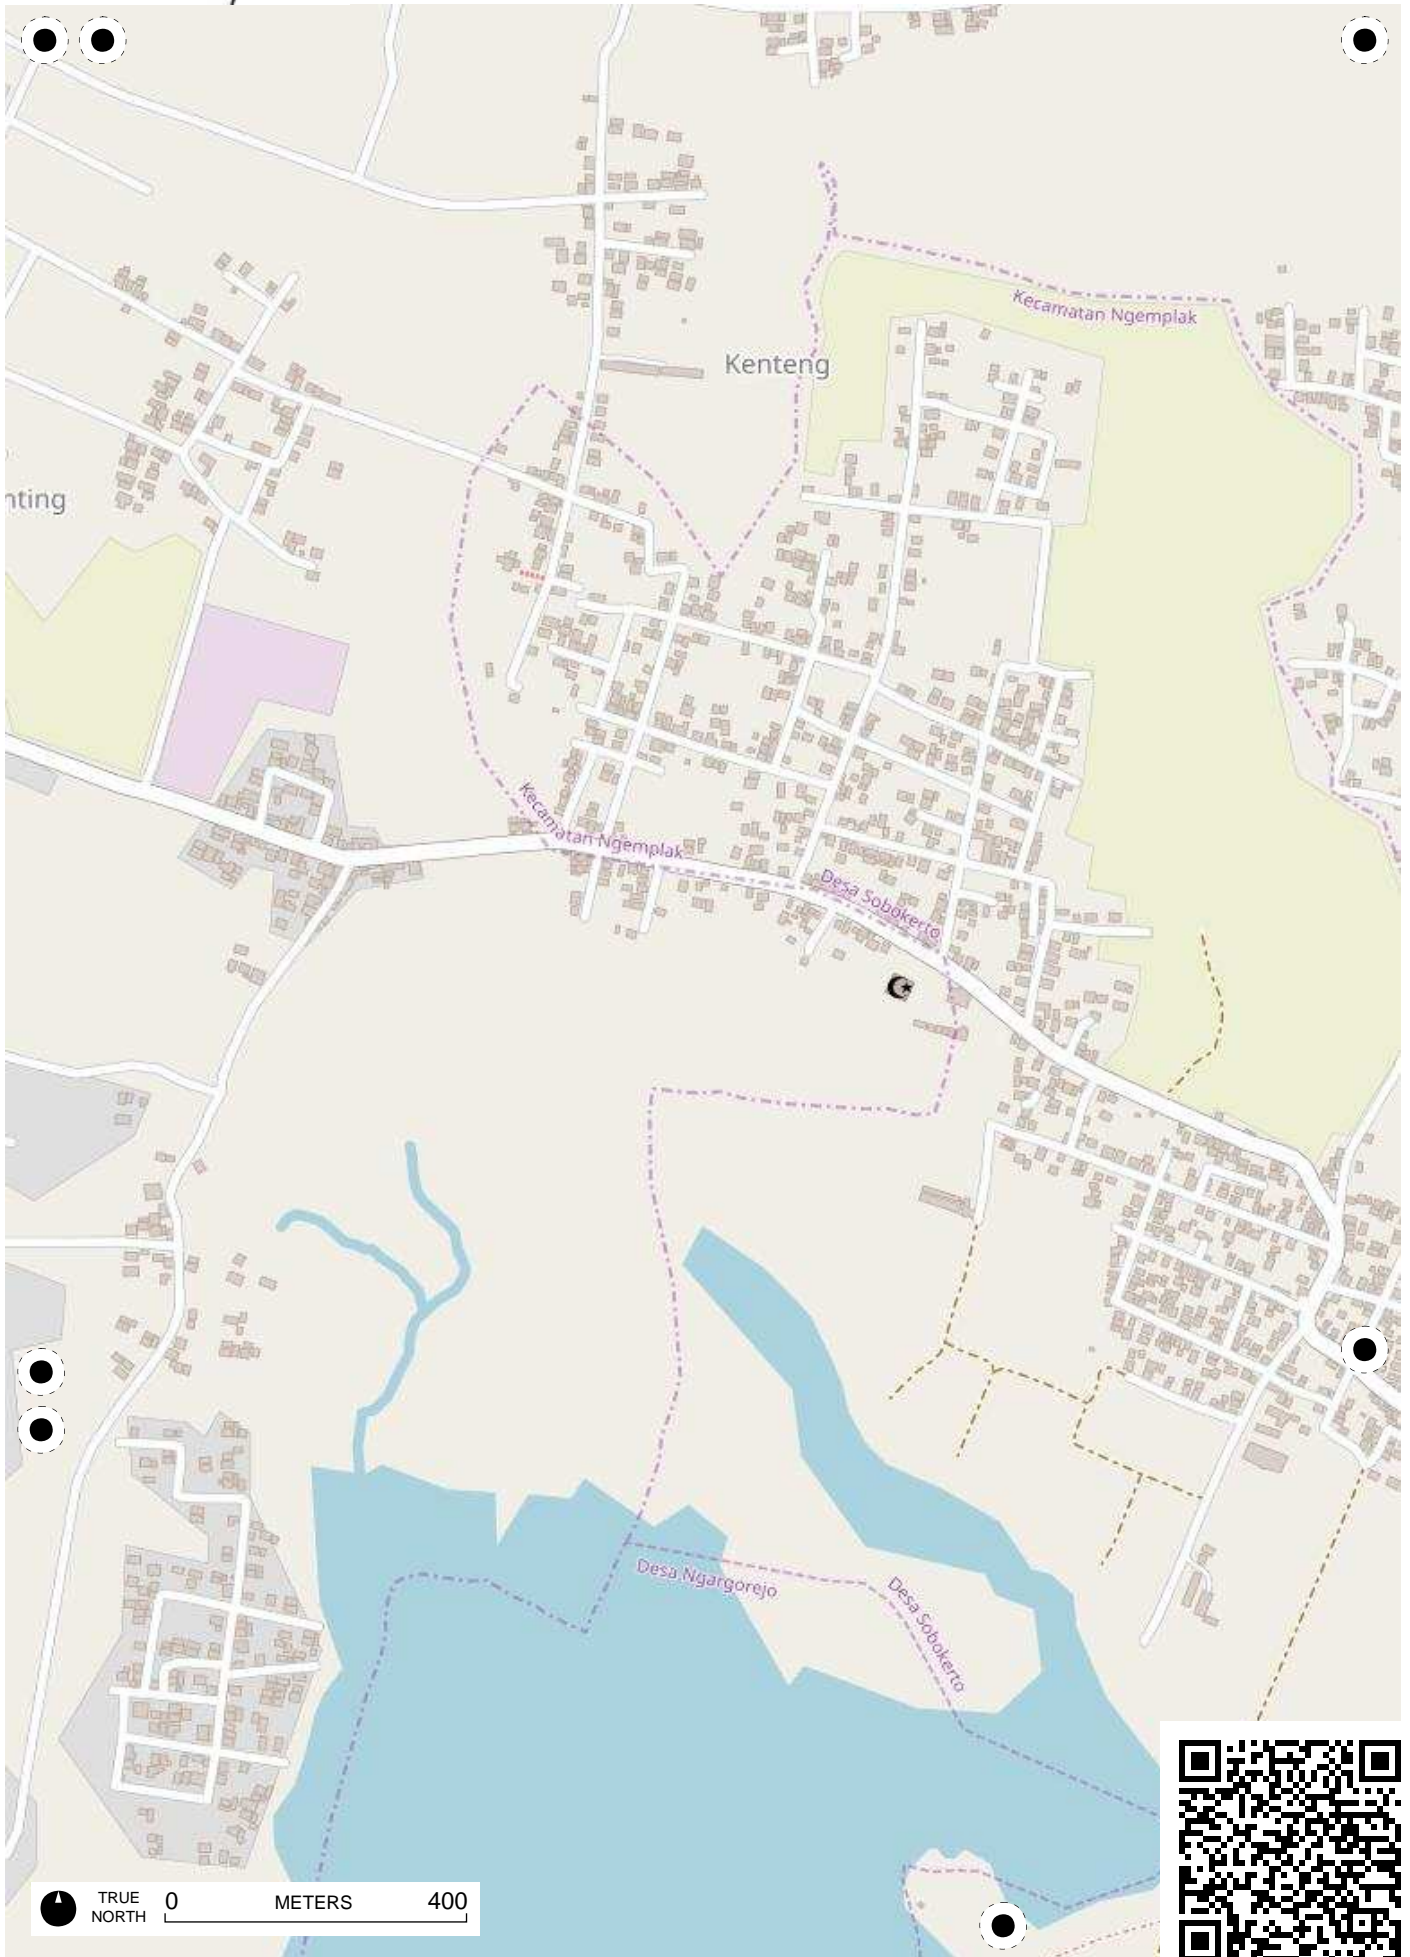 Kecamatan Ngemplak
Kenteng
nting
Kecamatan Ngemplak
Desa Sobokerto
Desa Ngargorejo
Desa Sobokerto
TRUE
NORTH
0 METERS 400